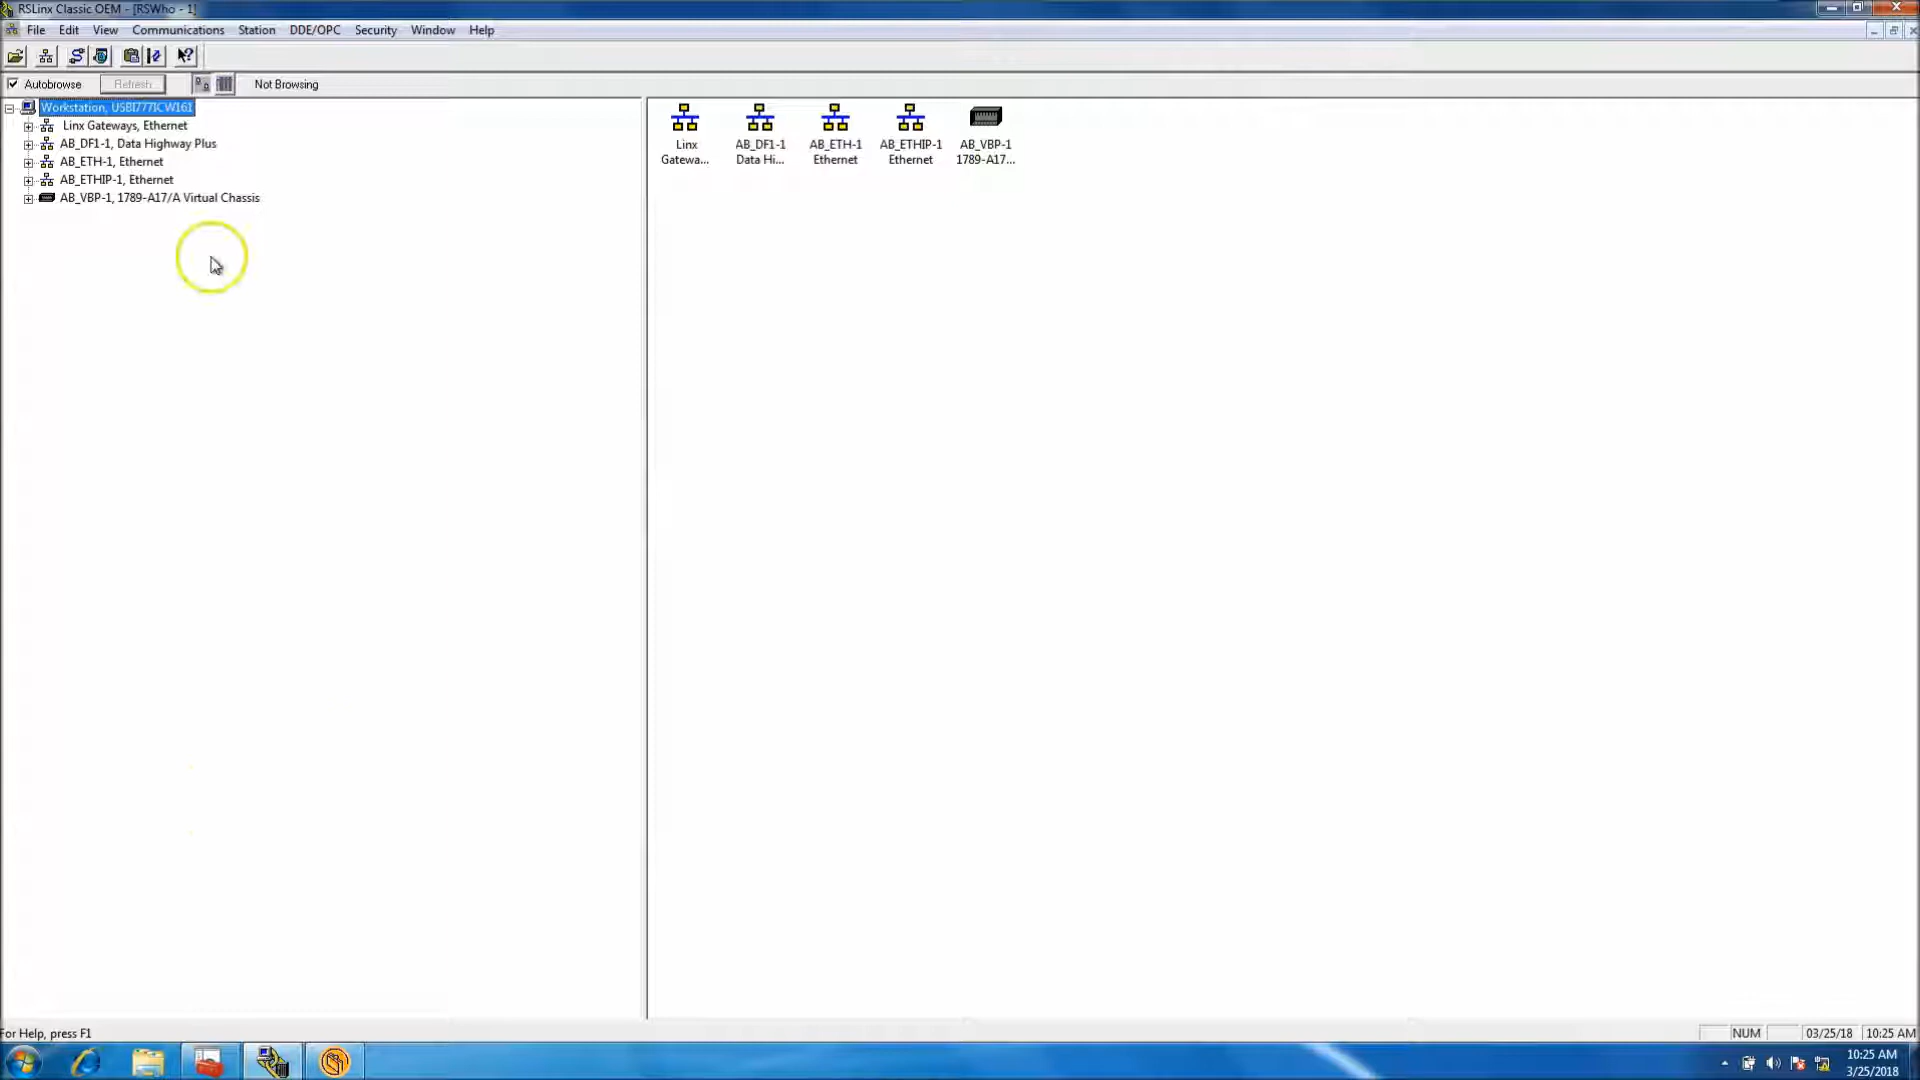 RSLinx Classic OEM - [RSWho - 1]
File Edit View Communications Station DDE/OPC Security Window Help
Autobrowse Refresh Not Browsing
Workstation, USBI777ICW161
Linx Gateways, Ethernet
AB_DF1-1, Data Highway Plus
AB_ETH-1, Ethernet
AB_ETHIP-1, Ethernet
AB_VBP-1, 1789-A17/A Virtual Chassis
Linx Gatewa...
AB_DF1-1 Data Hi...
AB_ETH-1 Ethernet
AB_ETHIP-1 Ethernet
AB_VBP-1 1789-A17...
For Help, press F1
NUM 03/25/18 10:25 AM
10:25 AM
3/25/2018